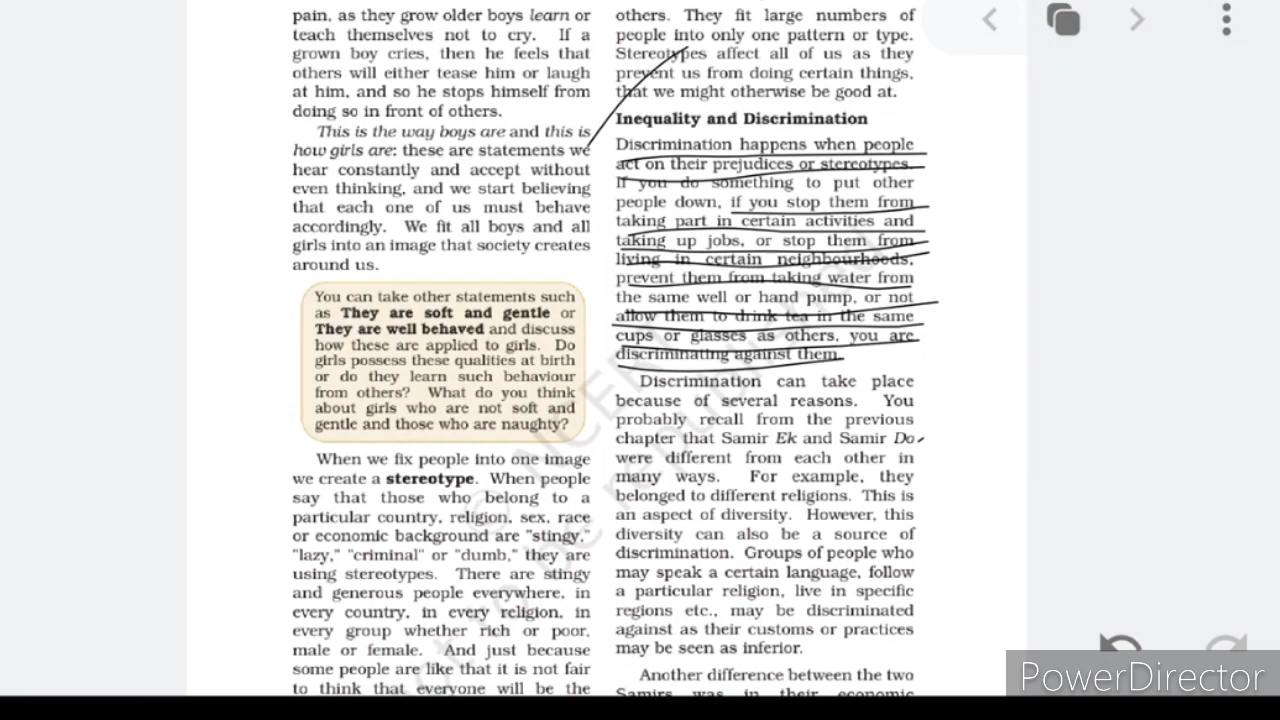 pain, as they grow older boys learn or
teach themselves not to cry. If a
grown boy cries, then he feels that
others will either tease him or laugh
at him, and so he stops himself from
doing so in front of others.
This is the way boys are and this is
how girls are: these are statements we
hear constantly and accept without
even thinking, and we start believing
that each one of us must behave
accordingly. We fit all boys and all
girls into an image that society creates
around us.
You can take other statements such
as They are soft and gentle or
They are well behaved and discuss
how these are applied to girls. Do
girls possess these qualities at birth
or do they learn such behaviour
from others? What do you think
about girls who are not soft and
gentle and those who are naughty?
When we fix people into one image
we create a stereotype. When people
say that those who belong to a
particular country, religion, sex, race
or economic background are "stingy,"
"lazy," "criminal" or "dumb," they are
using stereotypes. There are stingy
and generous people everywhere, in
every country, in every religion, in
every group whether rich or poor,
male or female. And just because
some people are like that it is not fair
to think that everyone will be the
others. They fit large numbers of
people into only one pattern or type.
Stereotypes affect all of us as they
prevent us from doing certain things,
that we might otherwise be good at.
Inequality and Discrimination
Discrimination happens when people
act on their prejudices or stereotypes.
If you do something to put other
people down, if you stop them from
taking part in certain activities and
taking up jobs, or stop them from
living in certain neighbourhoods,
prevent them from taking water from
the same well or hand pump, or not
allow them to drink tea in the same
cups or glasses as others, you are
discriminating against them.
Discrimination can take place
because of several reasons. You
probably recall from the previous
chapter that Samir Ek and Samir Do
were different from each other in
many ways. For example, they
belonged to different religions. This is
an aspect of diversity. However, this
diversity can also be a source of
discrimination. Groups of people who
may speak a certain language, follow
a particular religion, live in specific
regions etc., may be discriminated
against as their customs or practices
may be seen as inferior.
Another difference between the two
Samirs was in their economic
© NCERT
not to be republished
PowerDirector